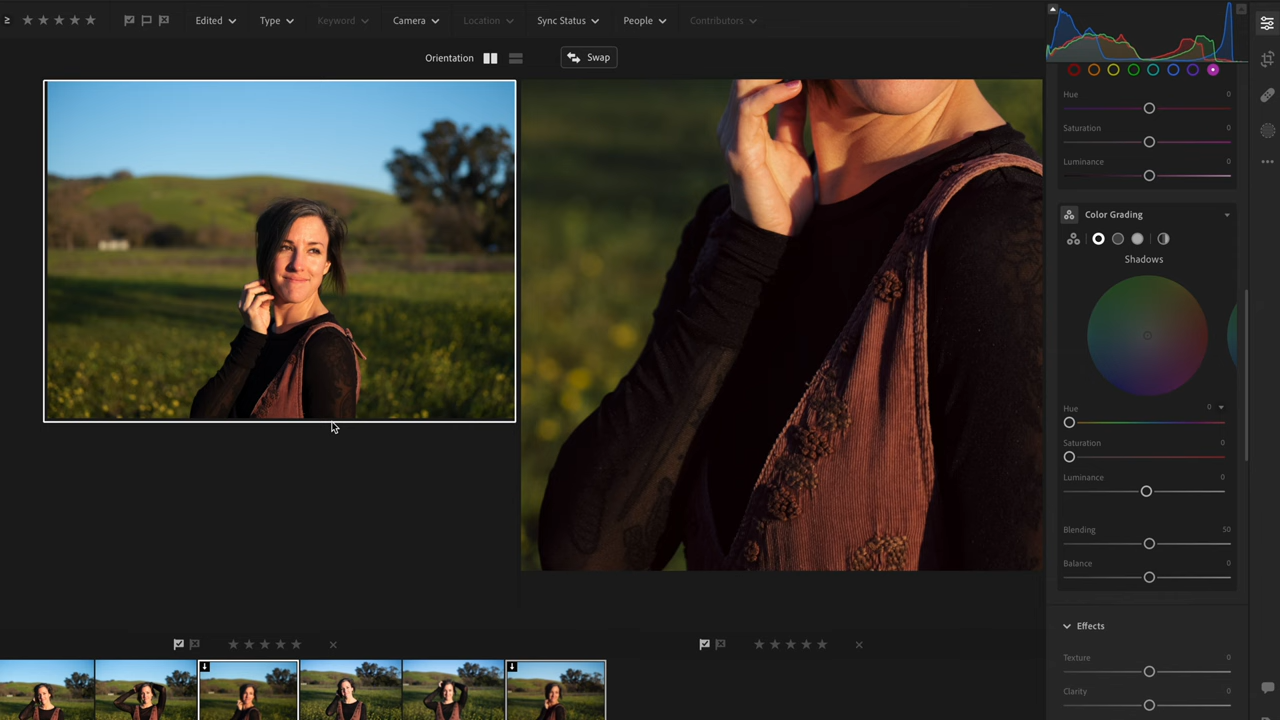 ≥ Edited Type Keyword Camera Location Sync Status People Contributors
Orientation Swap
Hue 0
Saturation 0
Luminance 0
Color Grading
Shadows
Hue 0
Saturation 0
Luminance 0
Blending 50
Balance 0
Effects
Texture 0
Clarity 0